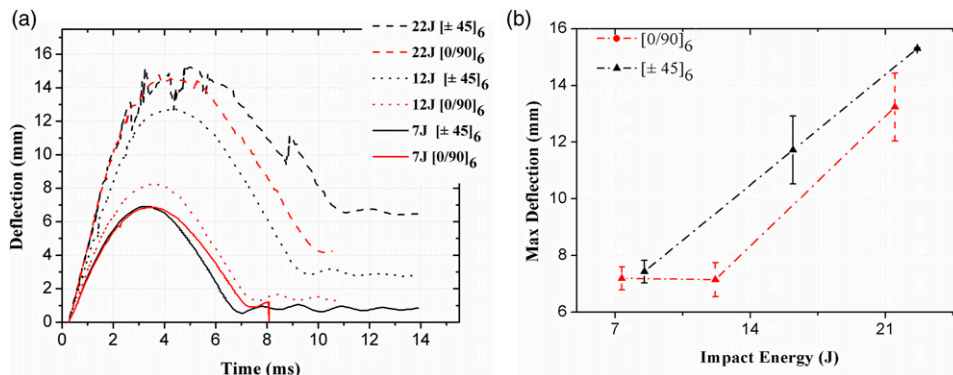 (a)
22J [± 45]6
22J [0/90]6
12J [± 45]6
12J [0/90]6
7J [± 45]6
7J [0/90]6
16
14
12
10
8
6
4
2
0
0 2 4 6 8 10 12 14
Deflection (mm)
Time (ms)
(b)
[0/90]6
[± 45]6
16
14
12
10
8
6
7 14 21
Max Deflection (mm)
Impact Energy (J)